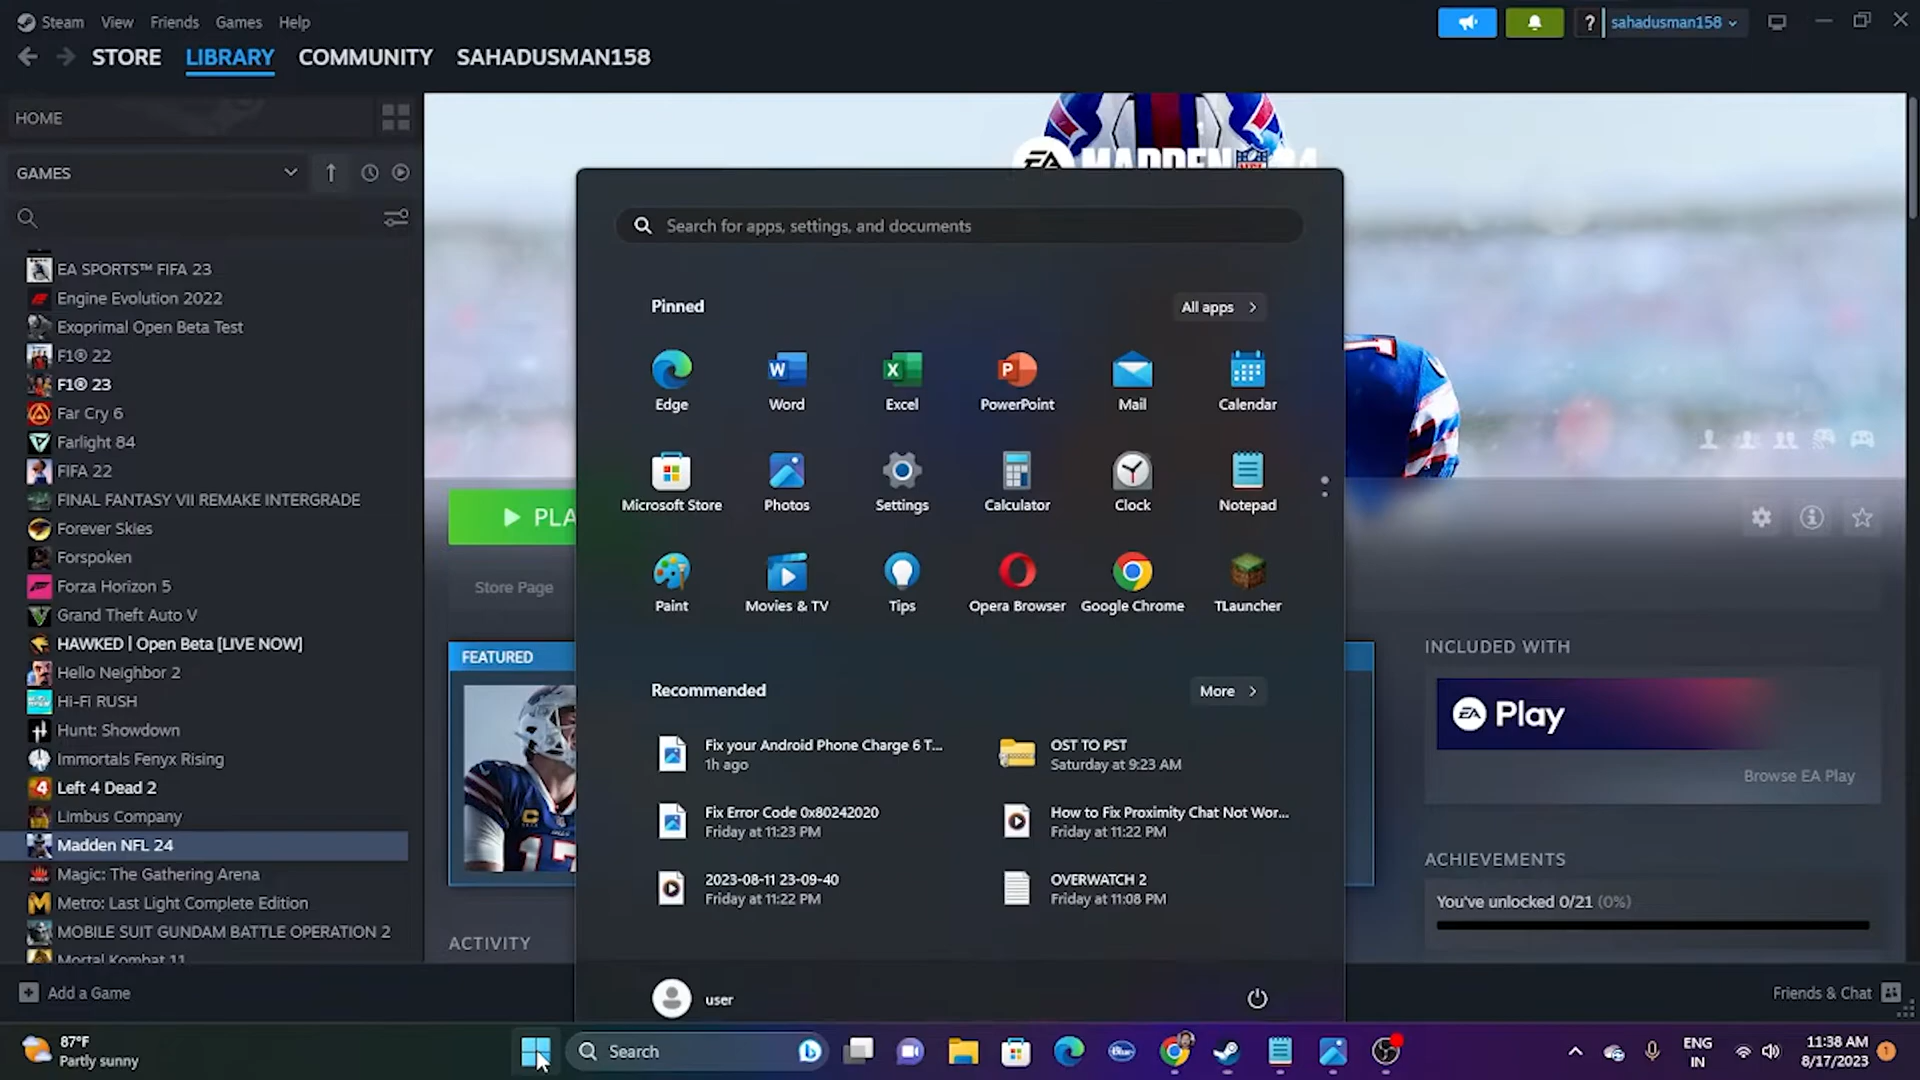 Steam View Friends Games Help
? sahadusman158
STORE LIBRARY COMMUNITY SAHADUSMAN158
HOME
GAMES
EA SPORTS™ FIFA 23
Engine Evolution 2022
Exoprimal Open Beta Test
F1® 22
F1® 23
Far Cry 6
Farlight 84
FIFA 22
FINAL FANTASY VII REMAKE INTERGRADE
Forever Skies
Forspoken
Forza Horizon 5
Grand Theft Auto V
HAWKED | Open Beta [LIVE NOW]
Hello Neighbor 2
Hi-Fi RUSH
Hunt: Showdown
Immortals Fenyx Rising
Left 4 Dead 2
Limbus Company
Madden NFL 24
Magic: The Gathering Arena
Metro: Last Light Complete Edition
MOBILE SUIT GUNDAM BATTLE OPERATION 2
Mortal Kombat 11
Add a Game
EA MADDEN NFL 24
PLA
Store Page
FEATURED
ACTIVITY
Search for apps, settings, and documents
Pinned
All apps >
Edge Word Excel PowerPoint Mail Calendar
Microsoft Store Photos Settings Calculator Clock Notepad
Paint Movies & TV Tips Opera Browser Google Chrome TLauncher
Recommended
More >
Fix your Android Phone Charge 6 T...
1h ago
OST TO PST
Saturday at 9:23 AM
Fix Error Code 0x80242020
Friday at 11:23 PM
How to Fix Proximity Chat Not Wor...
Friday at 11:22 PM
2023-08-11 23-09-40
Friday at 11:22 PM
OVERWATCH 2
Friday at 11:08 PM
user
INCLUDED WITH
EA Play
Browse EA Play
ACHIEVEMENTS
You've unlocked 0/21 (0%)
Friends & Chat
87°F
Partly sunny
Search
ENG
IN
11:38 AM
8/17/2023
1